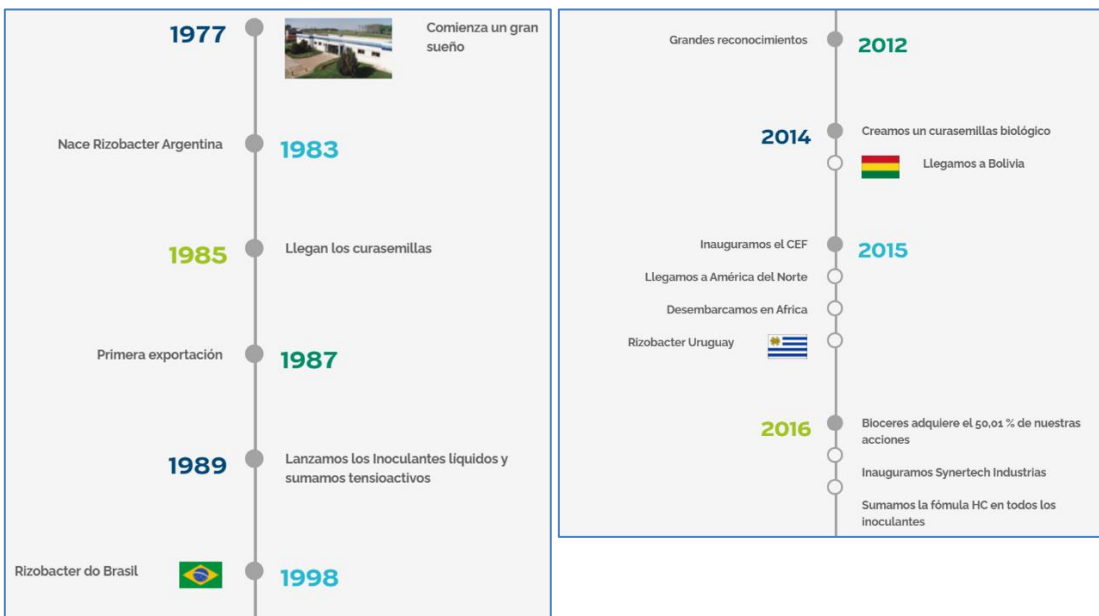 1977
Comienza un gran
sueño
Nace Rizobacter Argentina
1983
1985
Llegan los curasemillas
Primera exportación
1987
1989
Lanzamos los Inoculantes líquidos y
sumamos tensioactivos
Rizobacter do Brasil
1998
Grandes reconocimientos
2012
2014
Creamos un curasemillas biológico
Llegamos a Bolivia
Inauguramos el CEF
2015
Llegamos a América del Norte
Desembarcamos en Africa
Rizobacter Uruguay
2016
Bioceres adquiere el 50,01 % de nuestras
acciones
Inauguramos Synertech Industrias
Sumamos la fómula HC en todos los
inoculantes